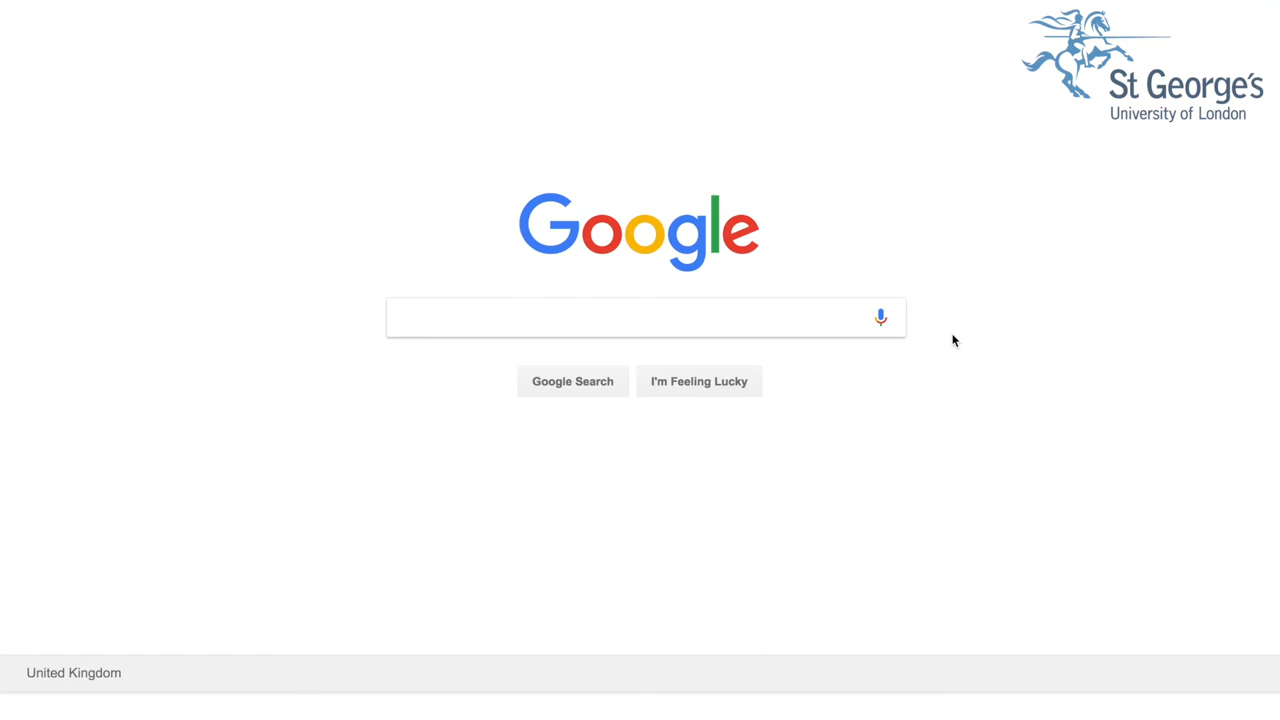 St George's
University of London
Google
Google Search
I'm Feeling Lucky
United Kingdom